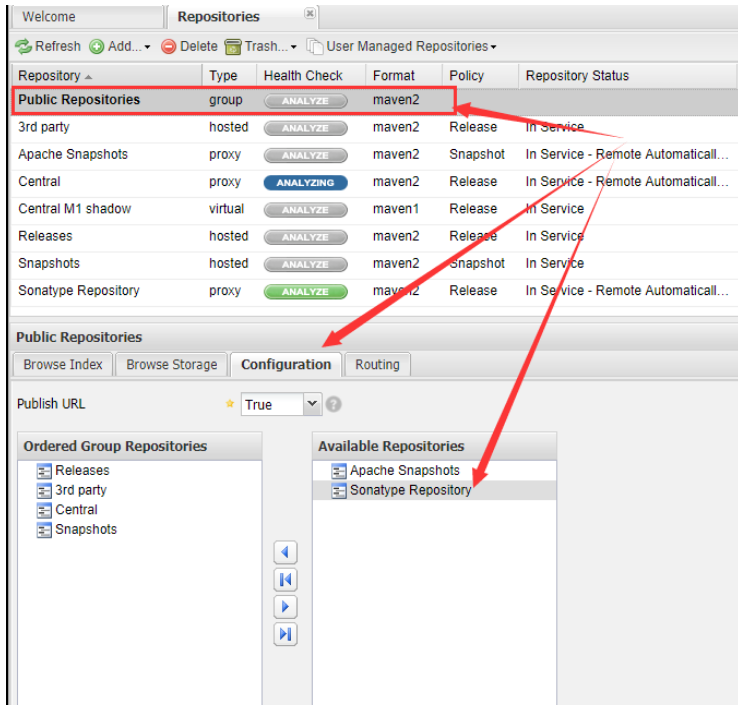 Welcome Repositories
Refresh Add... Delete Trash... User Managed Repositories
Repository Type Health Check Format Policy Repository Status
Public Repositories group ANALYZE maven2
3rd party hosted ANALYZE maven2 Release In Service
Apache Snapshots proxy ANALYZE maven2 Snapshot In Service - Remote Automaticall...
Central proxy ANALYZING maven2 Release In Service - Remote Automaticall...
Central M1 shadow virtual ANALYZE maven1 Release In Service
Releases hosted ANALYZE maven2 Release In Service
Snapshots hosted ANALYZE maven2 Snapshot In Service
Sonatype Repository proxy ANALYZE maven2 Release In Service - Remote Automaticall...
Public Repositories
Browse Index Browse Storage Configuration Routing
Publish URL True
Ordered Group Repositories Available Repositories
Releases Apache Snapshots
3rd party Sonatype Repository
Central
Snapshots